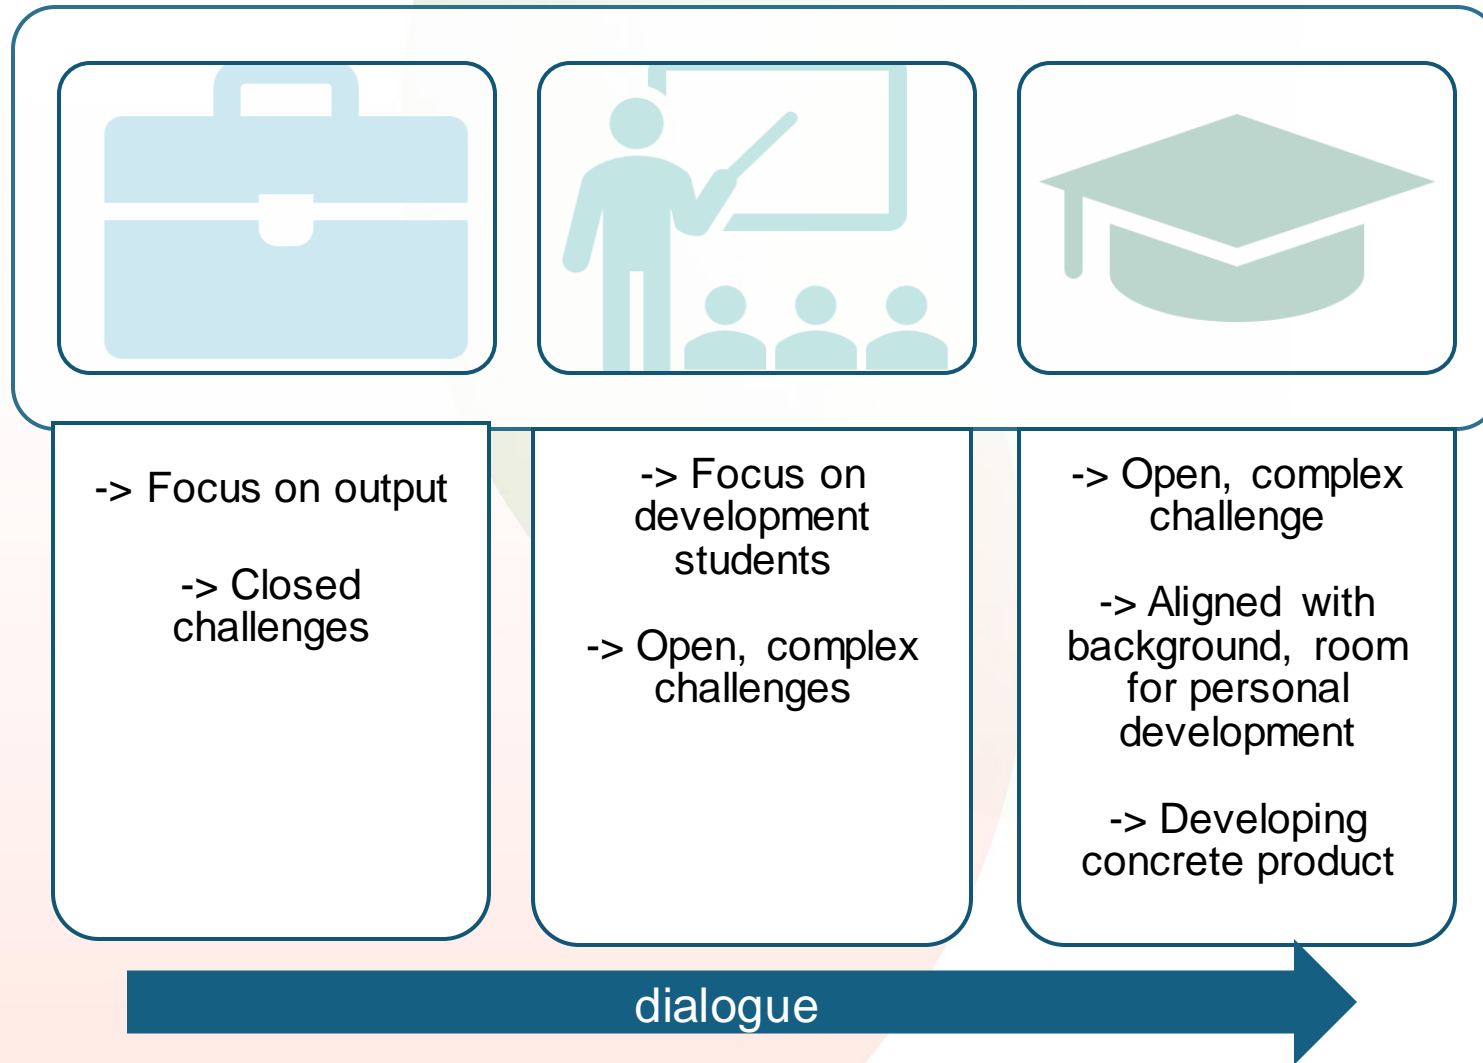 -> Focus on output
-> Closed
challenges
-> Focus on
development
students
-> Open, complex
challenges
-> Open, complex
challenge
-> Aligned with
background, room
for personal
development
-> Developing
concrete product
dialogue